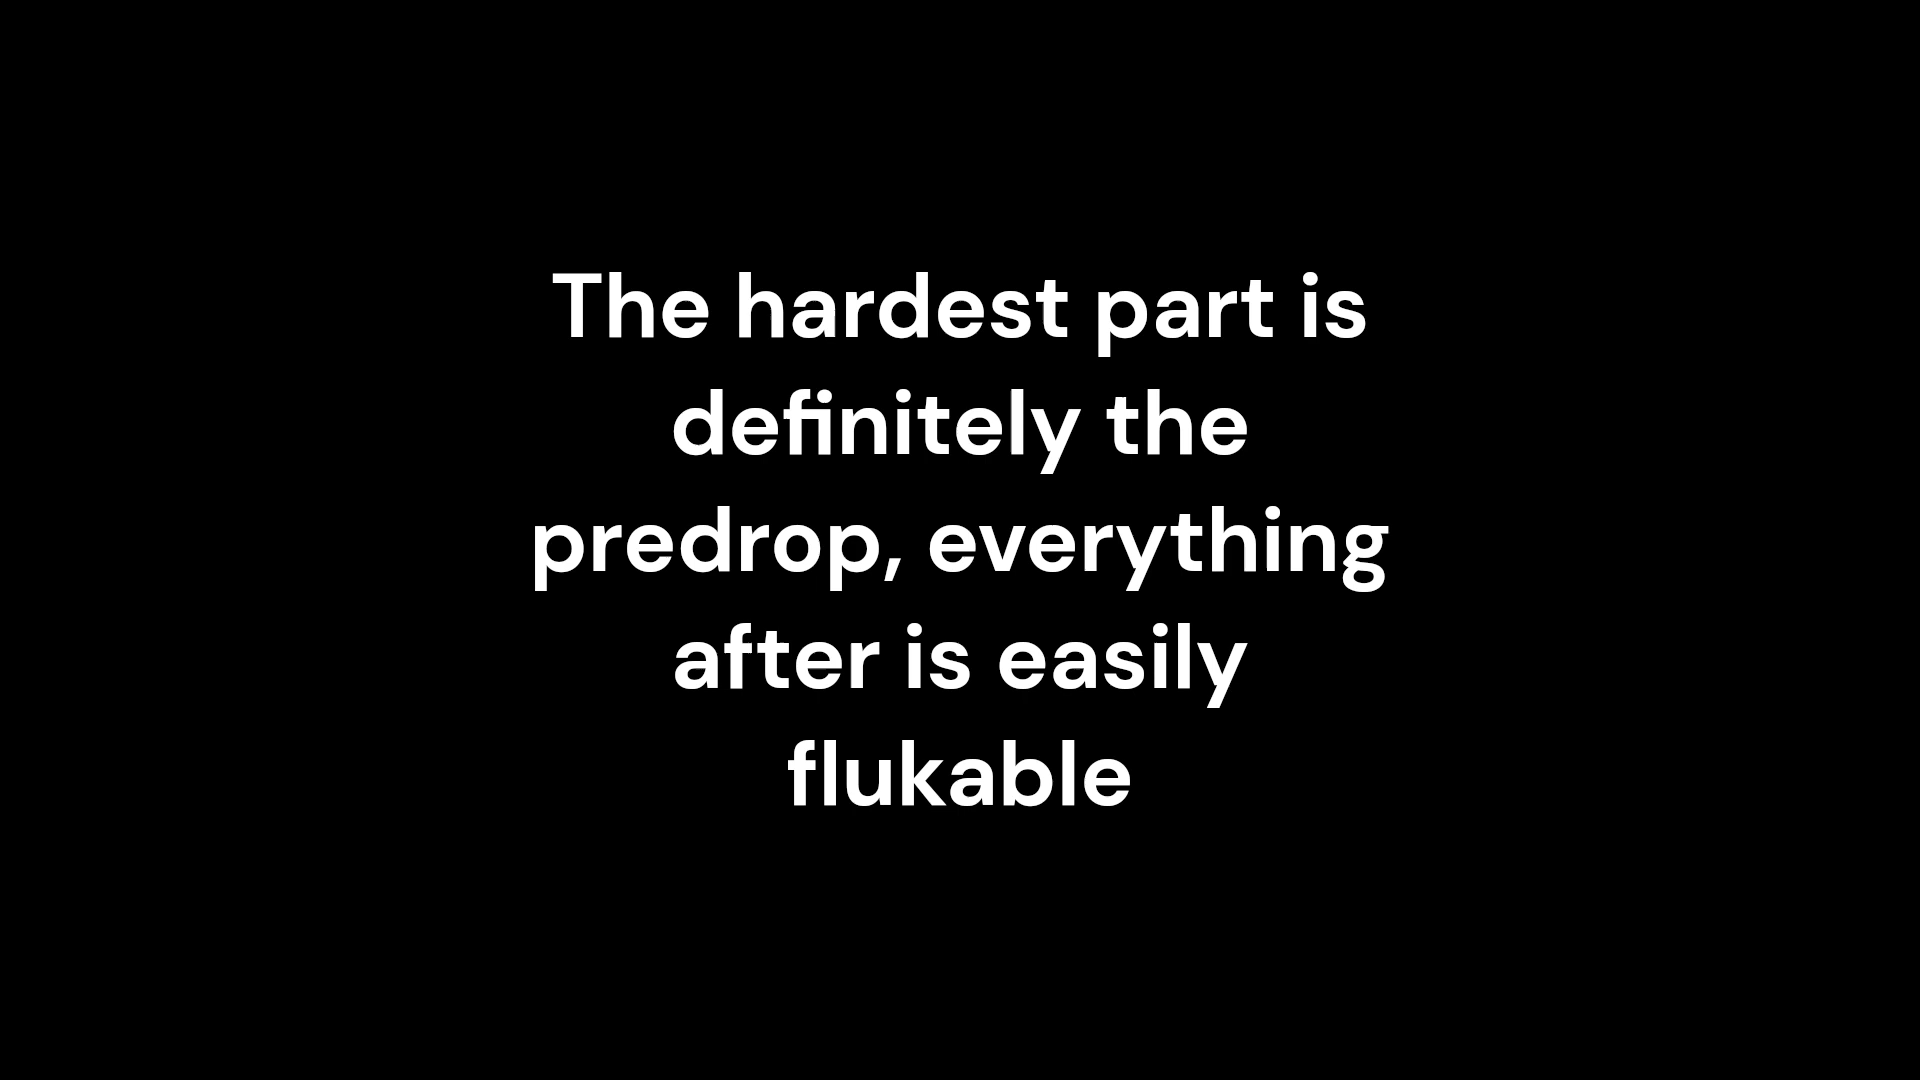 The hardest part is
definitely the
predrop, everything
after is easily
flukable